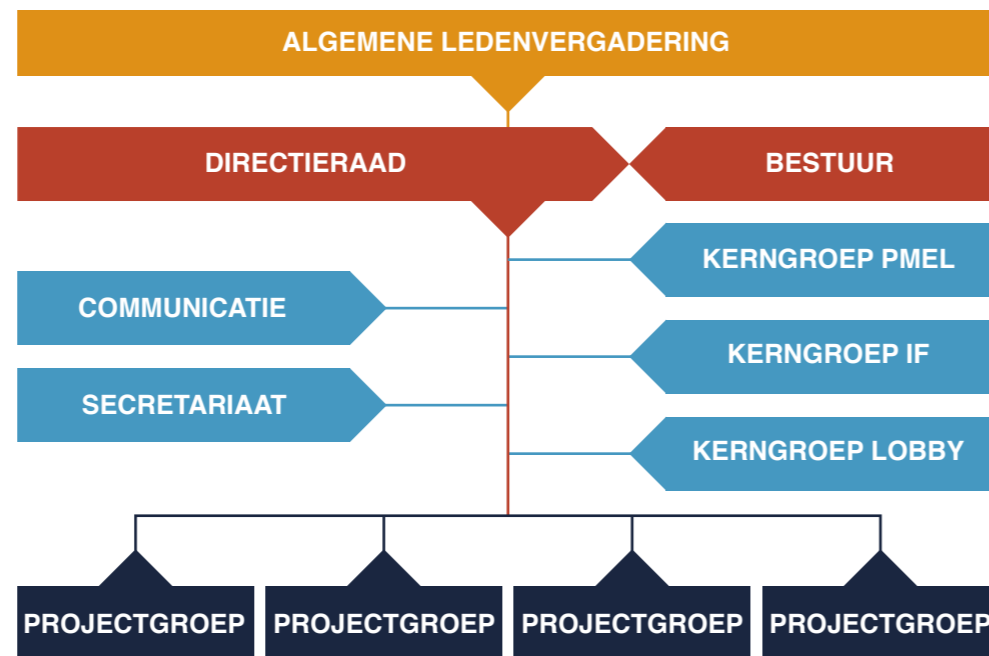 ALGEMENE LEDENVERGADERING
DIRECTIERAAD
BESTUUR
KERNGROEP PMEL
COMMUNICATIE
KERNGROEP IF
SECRETARIAAT
KERNGROEP LOBBY
PROJECTGROEP
PROJECTGROEP
PROJECTGROEP
PROJECTGROEP